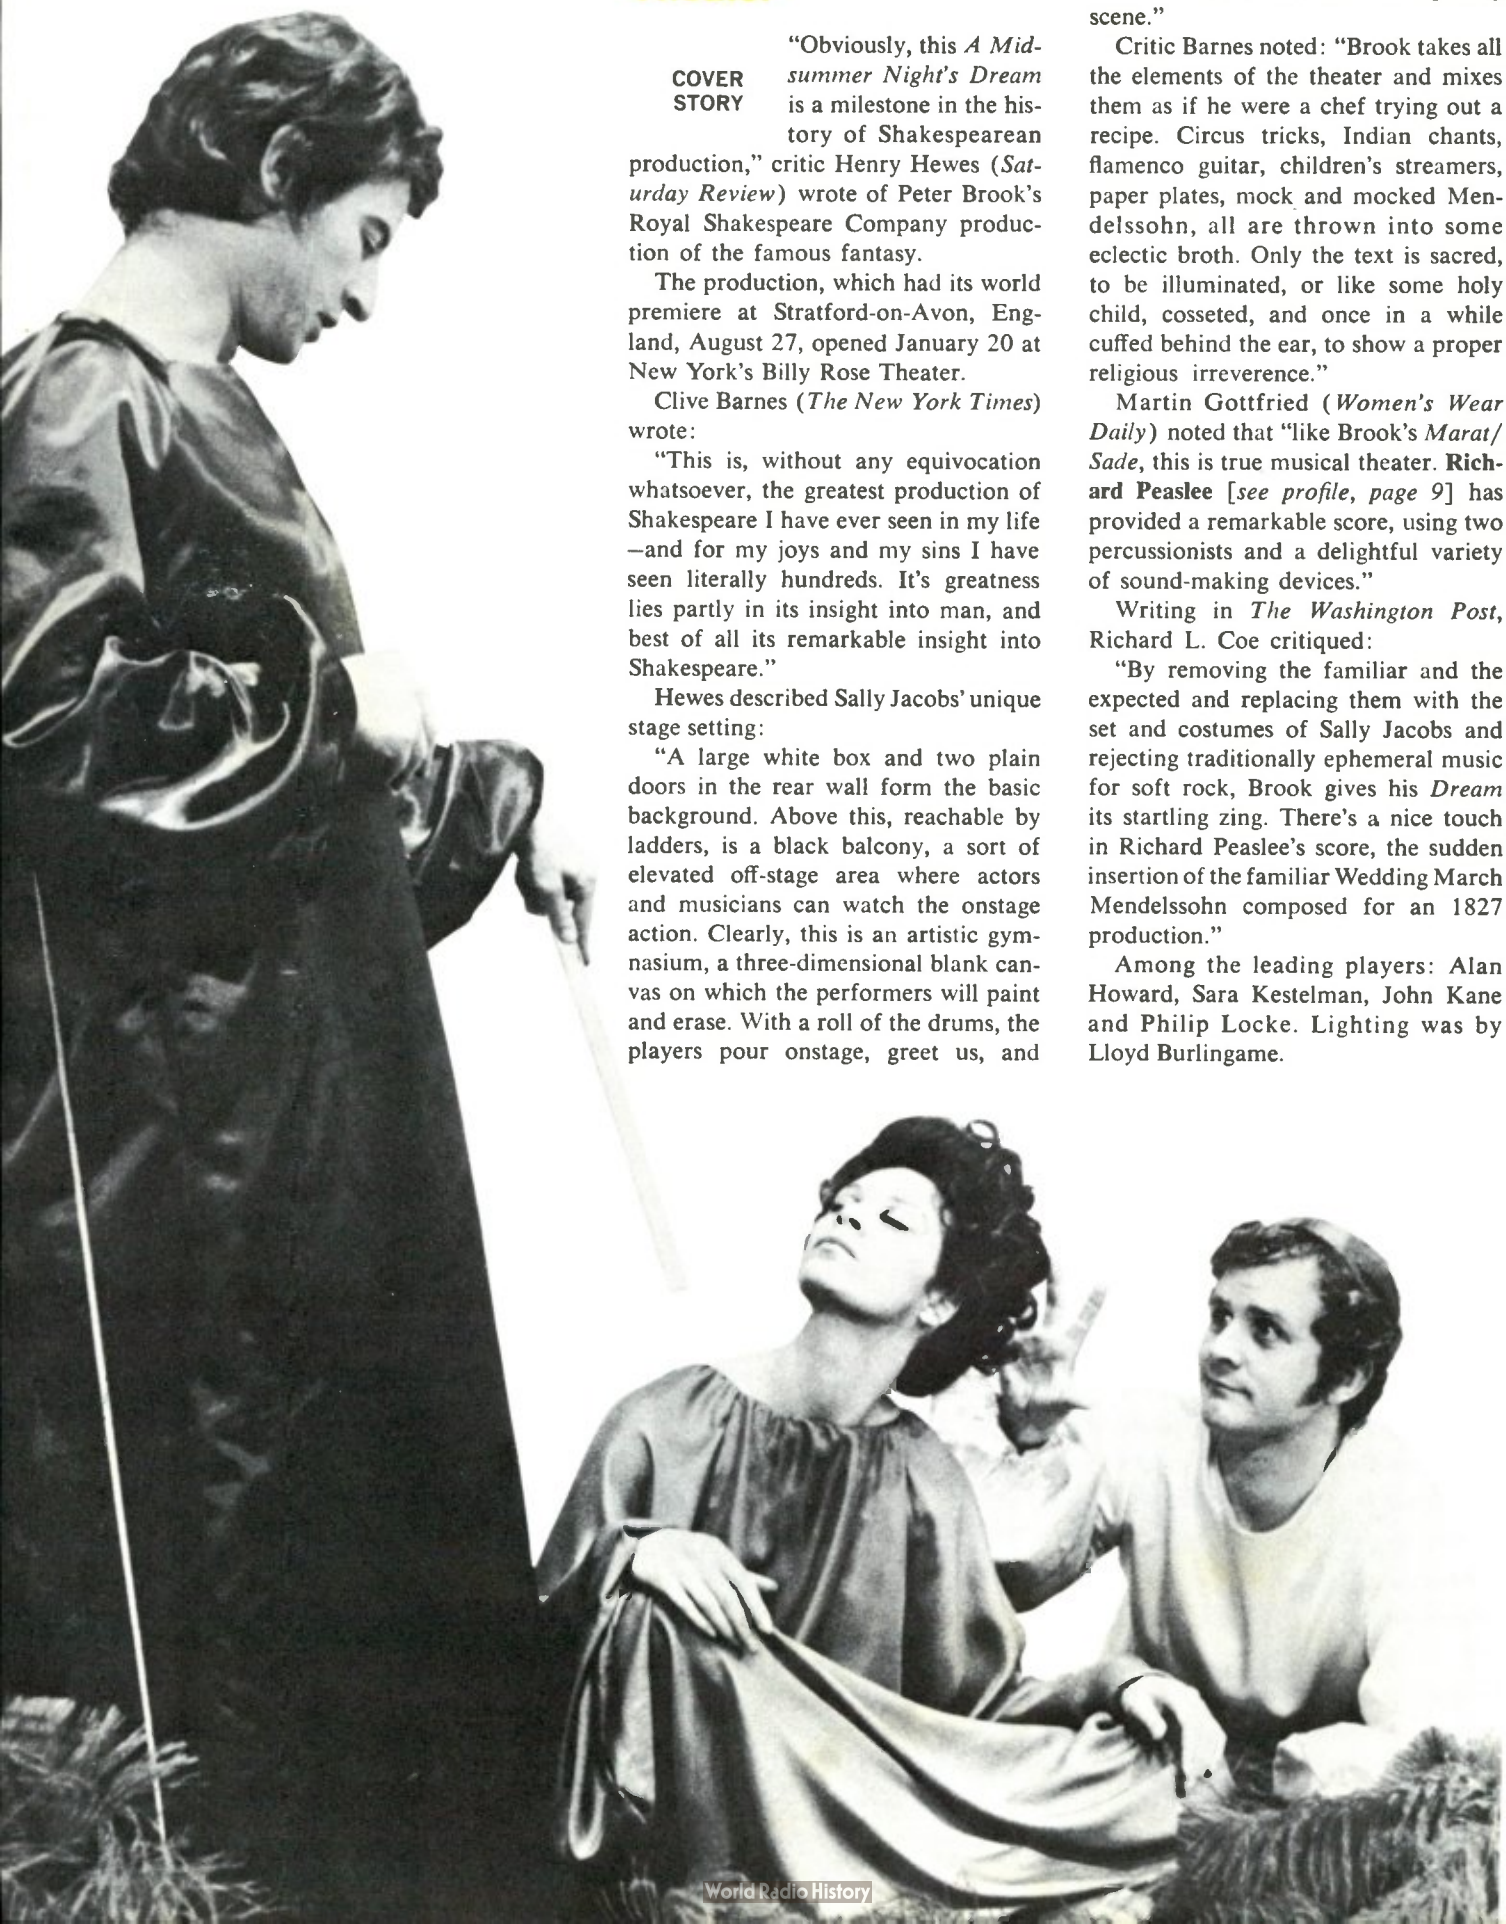 “Obviously, this A Mid-
COVER
STORY
summer Night's Dream
is a milestone in the his-
tory of Shakespearean
production,” critic Henry Hewes (Sat-
urday Review) wrote of Peter Brook's
Royal Shakespeare Company produc-
tion of the famous fantasy.
The production, which had its world
premiere at Stratford-on-Avon, Eng-
land, August 27, opened January 20 at
New York's Billy Rose Theater.
Clive Barnes (The New York Times)
wrote:
“This is, without any equivocation
whatsoever, the greatest production of
Shakespeare I have ever seen in my life
—and for my joys and my sins I have
seen literally hundreds. It's greatness
lies partly in its insight into man, and
best of all its remarkable insight into
Shakespeare.”
Hewes described Sally Jacobs' unique
stage setting:
“A large white box and two plain
doors in the rear wall form the basic
background. Above this, reachable by
ladders, is a black balcony, a sort of
elevated off-stage area where actors
and musicians can watch the onstage
action. Clearly, this is an artistic gym-
nasium, a three-dimensional blank can-
vas on which the performers will paint
and erase. With a roll of the drums, the
players pour onstage, greet us, and
scene.”
Critic Barnes noted: “Brook takes all
the elements of the theater and mixes
them as if he were a chef trying out a
recipe. Circus tricks, Indian chants,
flamenco guitar, children's streamers,
paper plates, mock and mocked Men-
delssohn, all are thrown into some
eclectic broth. Only the text is sacred,
to be illuminated, or like some holy
child, cosseted, and once in a while
cuffed behind the ear, to show a proper
religious irreverence.”
Martin Gottfried (Women's Wear
Daily) noted that “like Brook's Marat/
Sade, this is true musical theater. Rich-
ard Peaslee [see profile, page 9] has
provided a remarkable score, using two
percussionists and a delightful variety
of sound-making devices.”
Writing in The Washington Post,
Richard L. Coe critiqued:
“By removing the familiar and the
expected and replacing them with the
set and costumes of Sally Jacobs and
rejecting traditionally ephemeral music
for soft rock, Brook gives his Dream
its startling zing. There's a nice touch
in Richard Peaslee's score, the sudden
insertion of the familiar Wedding March
Mendelssohn composed for an 1827
production.”
Among the leading players: Alan
Howard, Sara Kestelman, John Kane
and Philip Locke. Lighting was by
Lloyd Burlingame.
World Radio History